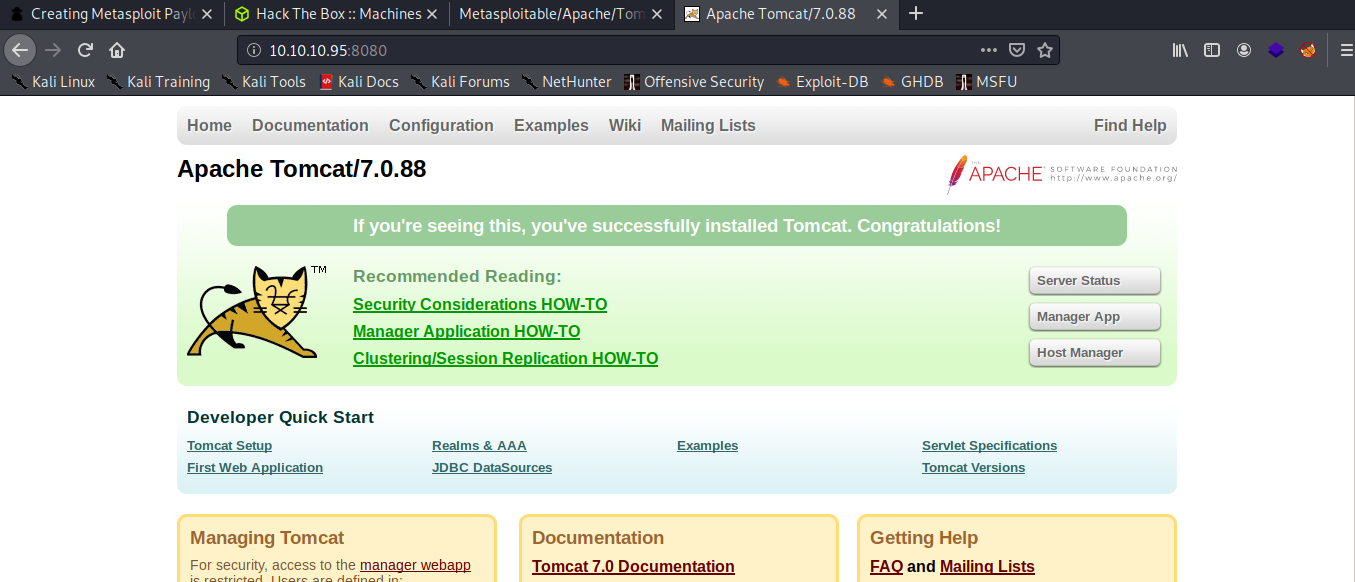 Creating Metasploit Payl
Hack The Box :: Machines
Metasploitable/Apache/Tom
Apache Tomcat/7.0.88
10.10.10.95:8080
Kali Linux Kali Training Kali Tools Kali Docs Kali Forums NetHunter Offensive Security Exploit-DB GHDB MSFU
Home Documentation Configuration Examples Wiki Mailing Lists Find Help
Apache Tomcat/7.0.88
THE
APACHE SOFTWARE FOUNDATION
http://www.apache.org/
If you're seeing this, you've successfully installed Tomcat. Congratulations!
TM
Recommended Reading:
Security Considerations HOW-TO
Manager Application HOW-TO
Clustering/Session Replication HOW-TO
Server Status
Manager App
Host Manager
Developer Quick Start
Tomcat Setup Realms & AAA Examples Servlet Specifications
First Web Application JDBC DataSources Tomcat Versions
Managing Tomcat
For security, access to the manager webapp
is restricted. Users are defined in:
Documentation
Tomcat 7.0 Documentation
Getting Help
FAQ and Mailing Lists